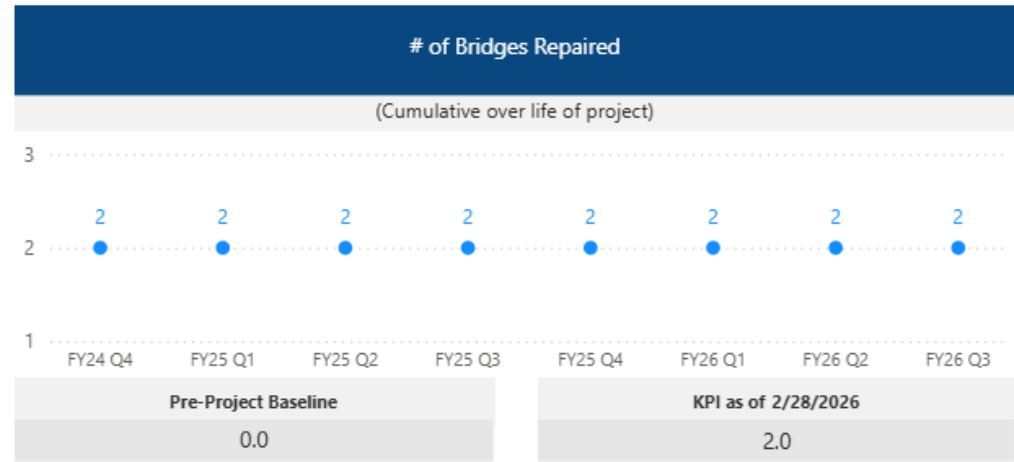 # of Bridges Repaired
(Cumulative over life of project)
3
2 2 2 2 2 2 2 2
2
1
FY24 Q4 FY25 Q1 FY25 Q2 FY25 Q3 FY25 Q4 FY26 Q1 FY26 Q2 FY26 Q3
Pre-Project Baseline KPI as of 2/28/2026
0.0 2.0